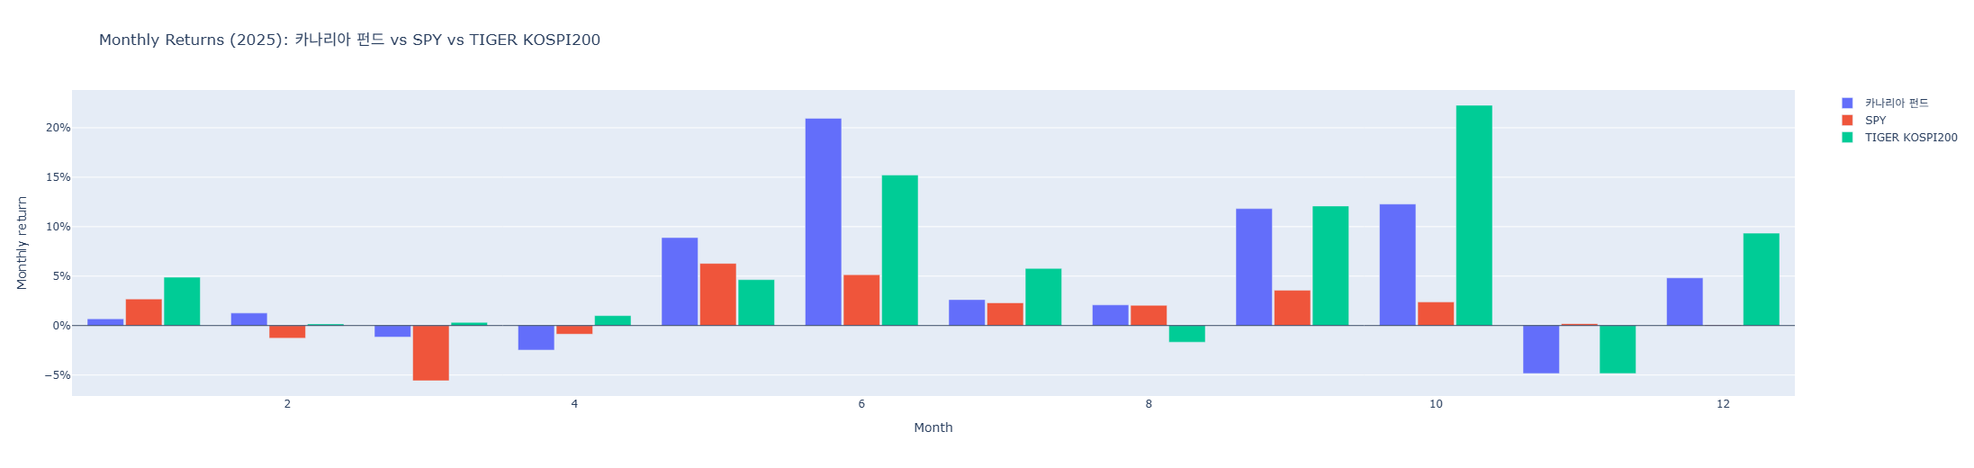 Monthly Returns (2025): 카나리아 펀드 vs SPY vs TIGER KOSPI200
카나리아 펀드
SPY
TIGER KOSPI200
Monthly return
20%
15%
10%
5%
0%
−5%
2 4 6 8 10 12
Month